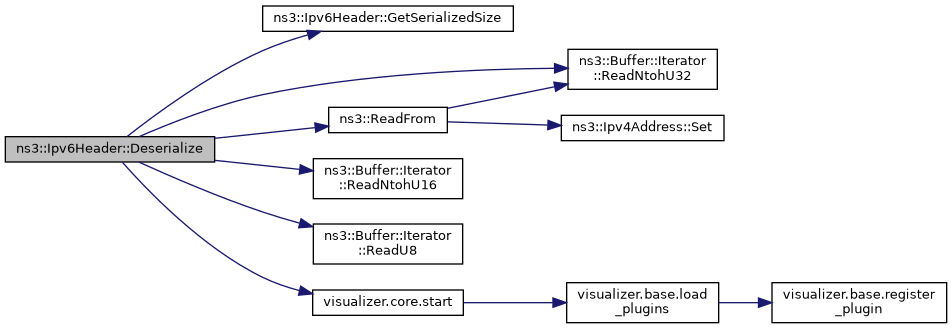 ns3::Ipv6Header::GetSerializedSize
ns3::Buffer::Iterator
::ReadNtohU32
ns3::ReadFrom
ns3::Ipv4Address::Set
ns3::Ipv6Header::Deserialize
ns3::Buffer::Iterator
::ReadNtohU16
ns3::Buffer::Iterator
::ReadU8
visualizer.core.start
visualizer.base.load
_plugins
visualizer.base.register
_plugin